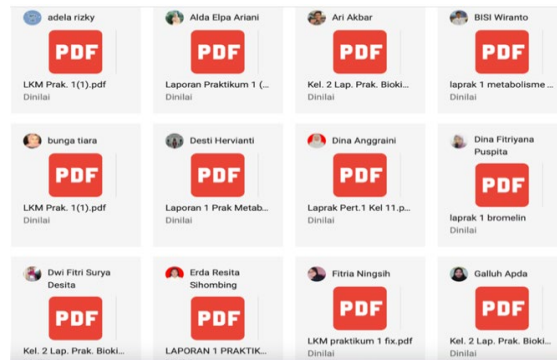 adela rizky
PDF
LKM Prak. 1(1).pdf
Dinilai
Alda Elpa Ariani
PDF
Laporan Praktikum 1 (...
Dinilai
Ari Akbar
PDF
Kel. 2 Lap. Prak. Bioki...
Dinilai
BISI Wiranto
PDF
laprak 1 metabolisme ...
Dinilai
bunga tiara
PDF
LKM Prak. 1(1).pdf
Dinilai
Desti Hervianti
PDF
Laporan 1 Prak Metab...
Dinilai
Dina Anggraini
PDF
Laprak Pert.1 Kel 11.p...
Dinilai
Dina Fitriyana
Puspita
PDF
laprak 1 bromelin
Dinilai
Dwi Fitri Surya
Desita
PDF
Kel. 2 Lap. Prak. Bioki...
Erda Resita
Sihombing
PDF
LAPORAN 1 PRAKTIK...
Fitria Ningsih
PDF
LKM praktikum 1 fix.pdf
Dinilai
Galluh Apda
PDF
Kel. 2 Lap. Prak. Bioki...
Dinilai